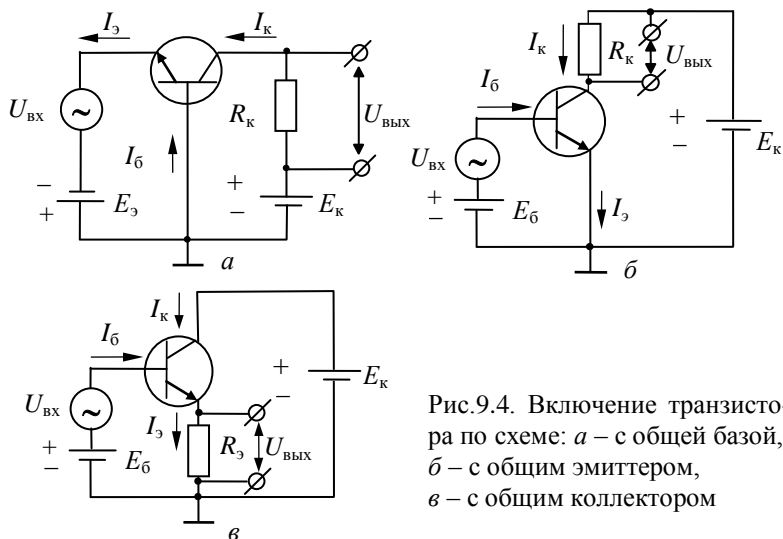 Iэ
Iк
Uвх
~
Iб
Rк
Uвых
−
+
Eэ
+
−
Eк
а
Iк
Rк
Uвых
Iб
Uвх
~
+
−
Eб
Iэ
+
−
Eк
б
Iк
Iб
Uвх
~
+
−
Eб
Iэ
Rэ
Uвых
+
−
Eк
в
Рис.9.4. Включение транзисто-
ра по схеме: а – с общей базой,
б – с общим эмиттером,
в – с общим коллектором